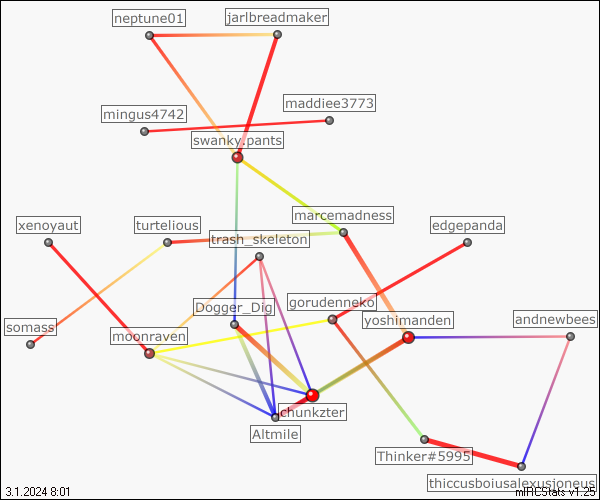 neptune01
jarlbreadmaker
maddiee3773
mingus4742
swanky.pants
marcemadness
xenoyaut
turtelious
edgepanda
trash_skeleton
Dogger_Dig
gorudenneko
yoshimanden
andnewbees
somass
moonraven
chunkzter
Altmile
Thinker#5995
thiccusboiusalexusjoneus
3.1.2024 8:01
mIRCStats v1.25